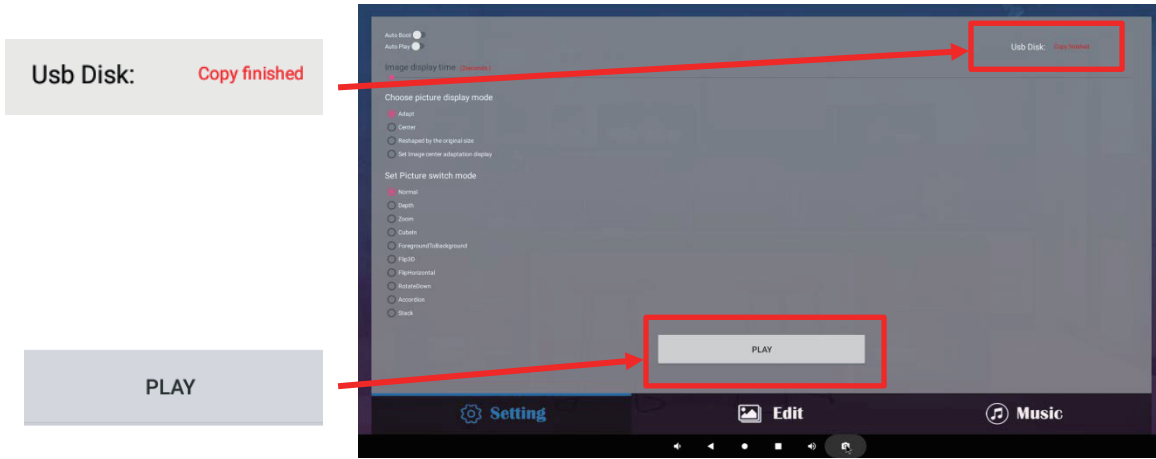 Usb Disk: Copy finished
PLAY
Auto Boot
Auto Play
Usb Disk: Copy finished
Image display time
Choose picture display mode
Adapt
Center
Reshaped by the original size
Set Image center adaptation display
Set Picture switch mode
Normal
Depth
Zoom
CubeIn
ForegroundToBackground
Flip3D
FlipHorizontal
RotateDown
Accordion
Stack
PLAY
Setting Edit Music